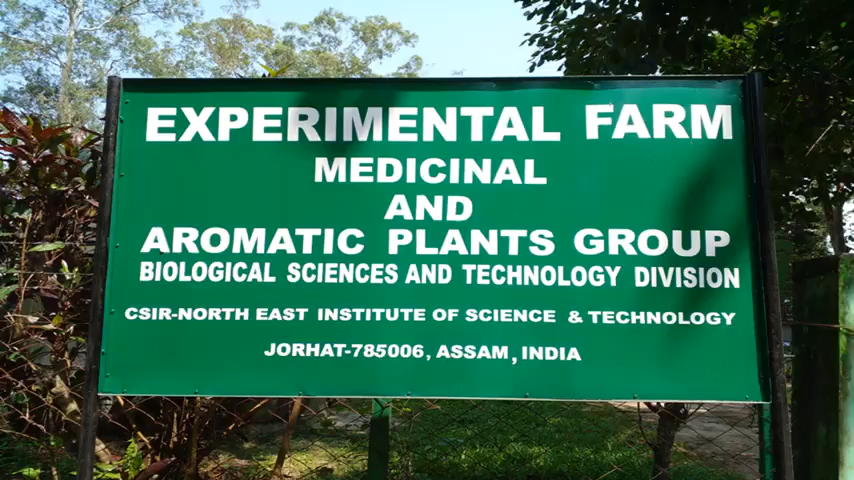 EXPERIMENTAL FARM
MEDICINAL
AND
AROMATIC PLANTS GROUP
BIOLOGICAL SCIENCES AND TECHNOLOGY DIVISION
CSIR-NORTH EAST INSTITUTE OF SCIENCE & TECHNOLOGY
JORHAT-785006, ASSAM, INDIA